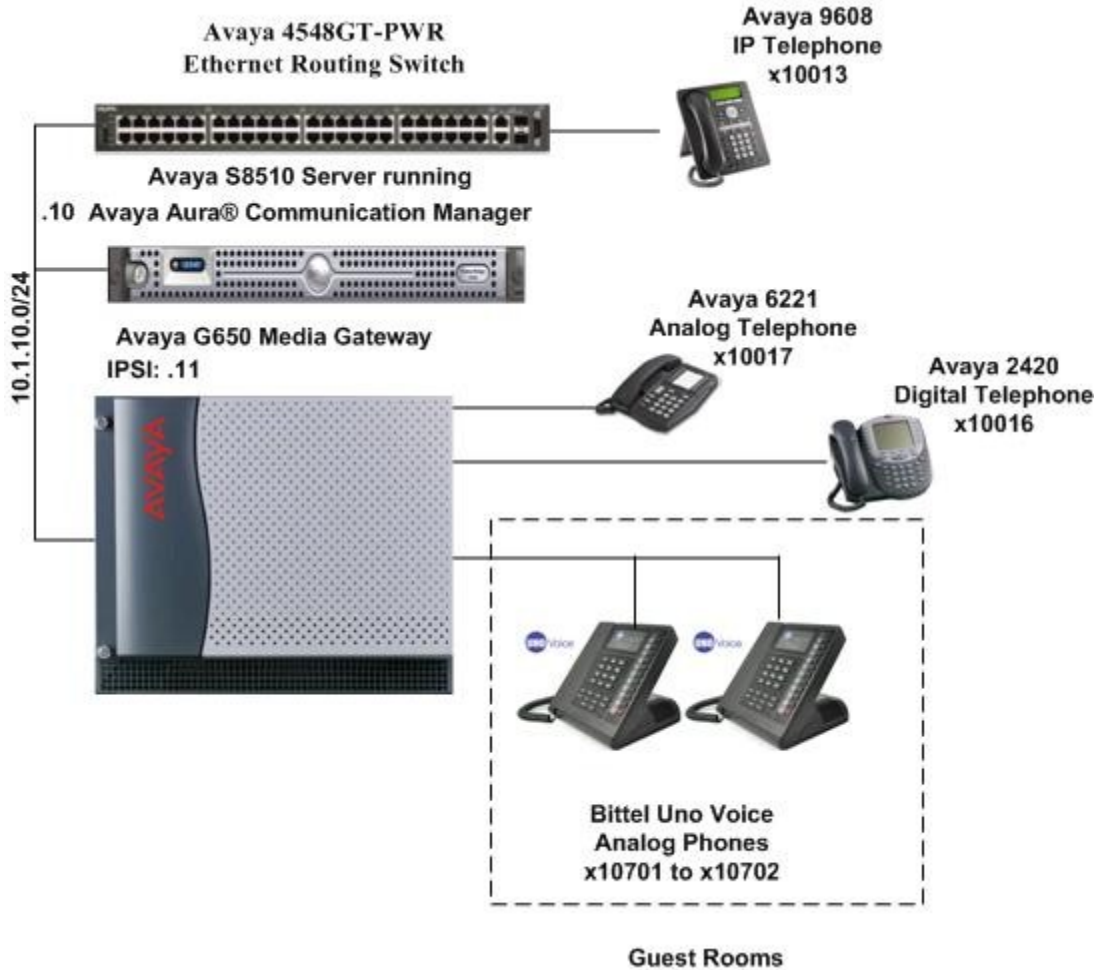 Avaya 4548GT-PWR
Ethernet Routing Switch
Avaya 9608
IP Telephone
x10013
Avaya S8510 Server running
.10 Avaya Aura® Communication Manager
10.1.10.0/24
Avaya G650 Media Gateway
IPSI: .11
AVAYA
Avaya 6221
Analog Telephone
x10017
Avaya 2420
Digital Telephone
x10016
Voice
Voice
Bittel Uno Voice
Analog Phones
x10701 to x10702
Guest Rooms